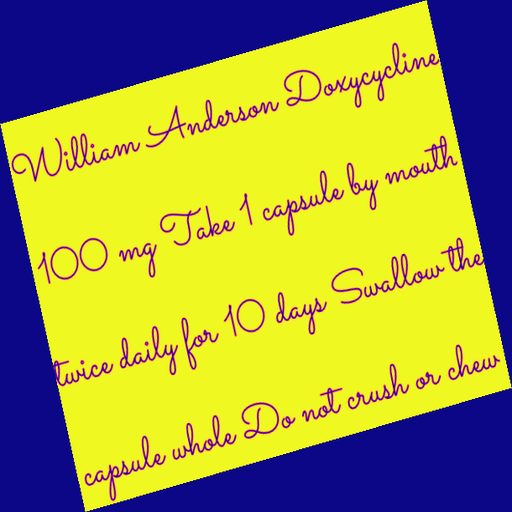 William Anderson Doxycycline
100 mg Take 1 capsule by mouth
twice daily for 10 days Swallow the
capsule whole Do not crush or chew